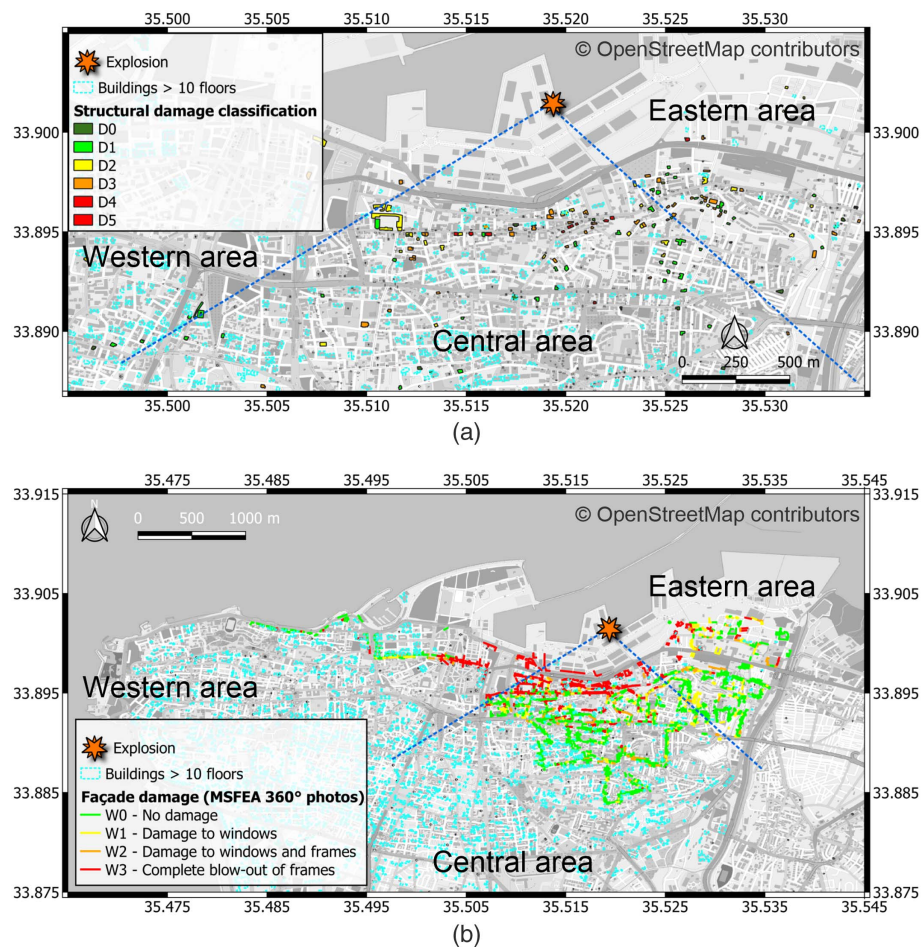 35.500 35.505 35.510 35.515 35.520 35.525 35.530
© OpenStreetMap contributors
Explosion
Buildings > 10 floors
Structural damage classification
D0
D1
D2
D3
D4
D5
Eastern area
33.900
33.900
33.895
33.895
Western area
33.890
33.890
Central area
0 250 500 m
35.500 35.505 35.510 35.515 35.520 35.525 35.530
(a)
35.475 35.485 35.495 35.505 35.515 35.525 35.535 35.545
33.915
33.915
N
0 500 1000 m
© OpenStreetMap contributors
Eastern area
33.905
33.905
33.895
33.895
Western area
Explosion
Buildings > 10 floors
Façade damage (MSFEA 360° photos)
W0 - No damage
W1 - Damage to windows
W2 - Damage to windows and frames
W3 - Complete blow-out of frames
33.885
33.885
Central area
33.875
33.875
35.475 35.485 35.495 35.505 35.515 35.525 35.535 35.545
(b)